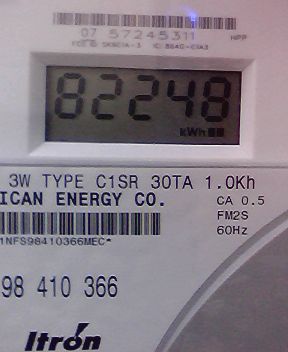 07 57245311 NPP
82248
kWh
3W TYPE C1SR 30TA 1.0Kh
ICAN ENERGY CO. CA 0.5
FM2S
1NFS98410366MEC* 60Hz
98 410 366
Itron